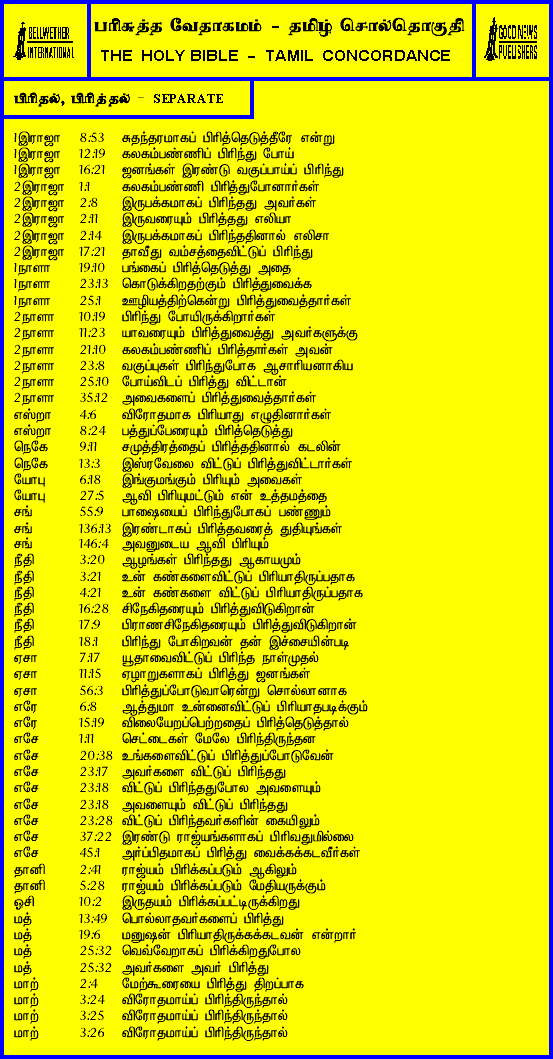 BELLWETHER
INTERNATIONAL
பரிசுத்த வேதாகமம் - தமிழ் சொல்தொகுதி
THE HOLY BIBLE - TAMIL CONCORDANCE
GOOD NEWS
PUBLISHERS
பிரிதல், பிரித்தல் - SEPARATE
1இராஜா 8:53 சுதந்தரமாகப் பிரித்தெடுத்தீரே என்று
1இராஜா 12:19 கலகம்பண்ணிப் பிரிந்து போய்
1இராஜா 16:21 ஜனங்கள் இரண்டு வகுப்பாய்ப் பிரிந்து
2இராஜா 1:1 கலகம்பண்ணி பிரித்துபோனார்கள்
2இராஜா 2:8 இருபக்கமாகப் பிரிந்தது அவர்கள்
2இராஜா 2:11 இருவரையும் பிரித்தது எலியா
2இராஜா 2:14 இருபக்கமாகப் பிரிந்ததினால் எலிசா
2இராஜா 17:21 தாவீது வம்சத்தைவிட்டுப் பிரிந்து
1நாளா 19:10 பங்கைப் பிரித்தெடுத்து அதை
1நாளா 23:13 கொடுக்கிறதற்கும் பிரித்துவைக்க
1நாளா 25:1 ஊழியத்திற்கென்று பிரித்துவைத்தார்கள்
2நாளா 10:19 பிரிந்து போயிருக்கிறார்கள்
2நாளா 11:23 யாவரையும் பிரித்துவைத்து அவர்களுக்கு
2நாளா 21:10 கலகம்பண்ணிப் பிரித்தார்கள் அவன்
2நாளா 23:8 வகுப்புகள் பிரிந்துபோக ஆசாரியனாகிய
2நாளா 25:10 போய்விடப் பிரித்து விட்டான்
2நாளா 35:12 அவைகளைப் பிரித்துவைத்தார்கள்
எஸ்றா 4:6 விரோதமாக பிரியாது எழுதினார்கள்
எஸ்றா 8:24 பத்துப்பேரையும் பிரித்தெடுத்து
நெகே 9:11 சமுத்திரத்தைப் பிரித்ததினால் கடலின்
நெகே 13:3 இஸ்ரவேலை விட்டுப் பிரித்துவிட்டார்கள்
யோபு 6:18 இங்குமங்கும் பிரியும் அவைகள்
யோபு 27:5 ஆவி பிரியுமட்டும் என் உத்தமத்தை
சங் 55:9 பாஷையைப் பிரிந்துபோகப் பண்ணும்
சங் 136:13 இரண்டாகப் பிரித்தவரைத் துதியுங்கள்
சங் 146:4 அவனுடைய ஆவி பிரியும்
நீதி 3:20 ஆழங்கள் பிரிந்தது ஆகாயமும்
நீதி 3:21 உன் கண்களைவிட்டுப் பிரியாதிருப்பதாக
நீதி 4:21 உன் கண்களை விட்டுப் பிரியாதிருப்பதாக
நீதி 16:28 சிநேகிதரையும் பிரித்துவிடுகிறான்
நீதி 17:9 பிராணசிநேகிதரையும் பிரித்துவிடுகிறான்
நீதி 18:1 பிரிந்து போகிறவன் தன் இச்சையின்படி
ஏசா 7:17 யூதாவைவிட்டுப் பிரிந்த நாள்முதல்
ஏசா 11:15 ஏழாறுகளாகப் பிரித்து ஜனங்கள்
ஏசா 56:3 பிரித்துப்போடுவாரென்று சொல்லானாக
எரே 6:8 ஆத்துமா உன்னைவிட்டுப் பிரியாதபடிக்கும்
எரே 15:19 விலையேறப்பெற்றதைப் பிரித்தெடுத்தால்
எசே 1:11 செட்டைகள் மேலே பிரிந்திருந்தன
எசே 20:38 உங்களைவிட்டுப் பிரித்துப்போடுவேன்
எசே 23:17 அவர்களை விட்டுப் பிரிந்தது
எசே 23:18 விட்டுப் பிரிந்ததுபோல அவளையும்
எசே 23:18 அவளையும் விட்டுப் பிரிந்தது
எசே 23:28 விட்டுப் பிரிந்தவர்களின் கையிலும்
எசே 37:22 இரண்டு ராஜ்யங்களாகப் பிரிவதுமில்லை
எசே 45:1 அர்ப்பிதமாகப் பிரித்து வைக்கக்கடவீர்கள்
தானி 2:41 ராஜ்யம் பிரிக்கப்படும் ஆகிலும்
தானி 5:28 ராஜ்யம் பிரிக்கப்படும் மேதியருக்கும்
ஓசி 10:2 இருதயம் பிரிக்கப்பட்டிருக்கிறது
மத் 13:49 பொல்லாதவர்களைப் பிரித்து
மத் 19:6 மனுஷன் பிரியாதிருக்கக்கடவன் என்றார்
மத் 25:32 வெவ்வேறாகப் பிரிக்கிறதுபோல
மத் 25:32 அவர்களை அவர் பிரித்து
மாற் 2:4 மேற்கூரையை பிரித்து திறப்பாக
மாற் 3:24 விரோதமாய்ப் பிரிந்திருந்தால்
மாற் 3:25 விரோதமாய்ப் பிரிந்திருந்தால்
மாற் 3:26 விரோதமாய்ப் பிரிந்திருந்தால்